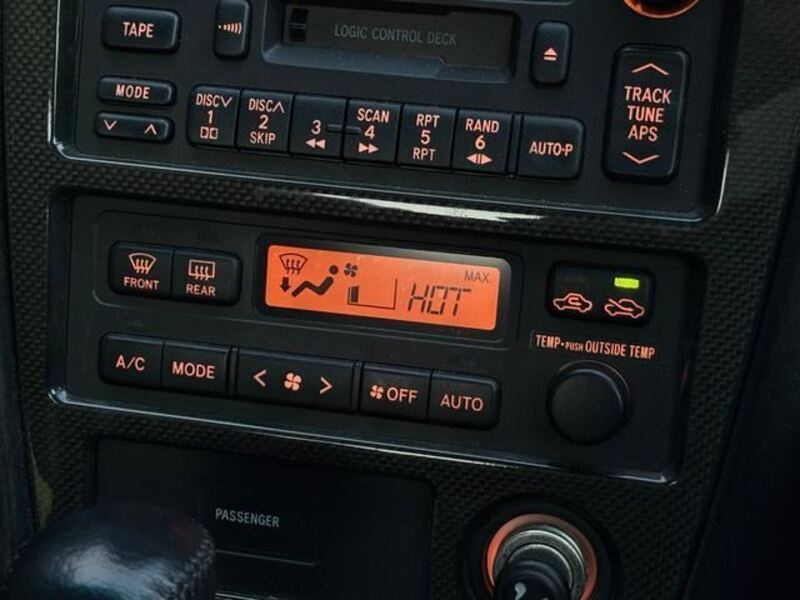 TAPE
LOGIC CONTROL DECK
MODE
DISC
1
DISC
2
SKIP
3
SCAN
4
RPT
5
RPT
RAND
6
AUTO·P
TRACK
TUNE
APS
FRONT
REAR
MAX.
HOT
TEMP·PUSH OUTSIDE TEMP
A/C
MODE
OFF
AUTO
PASSENGER